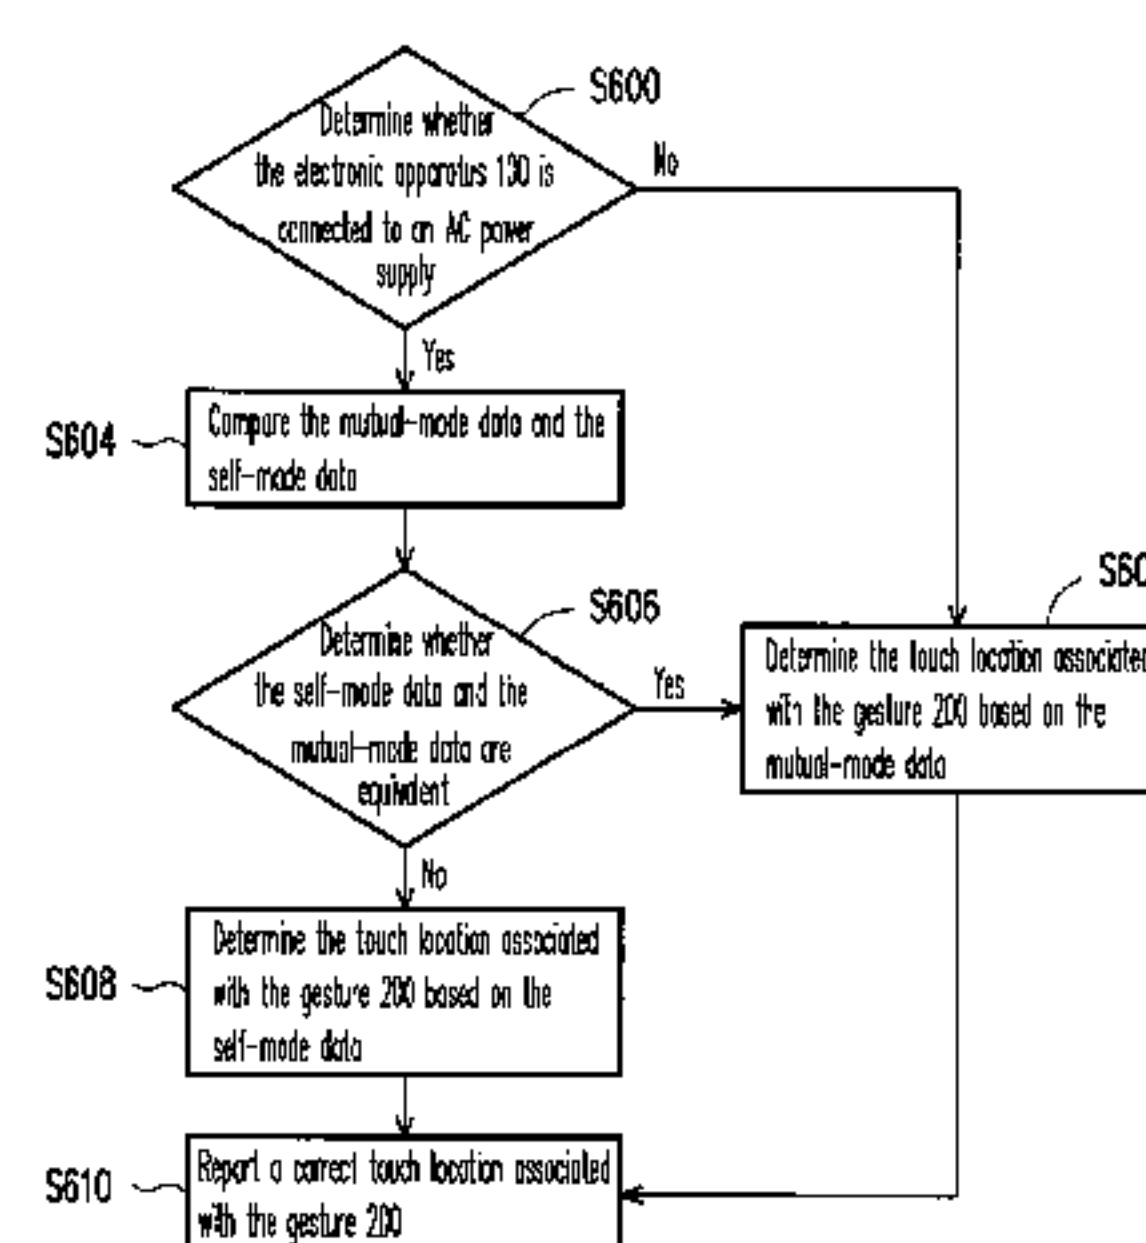 S600
Determine whether
the electronic apparatus 130 is
connected to an AC power
supply
No
Yes
S604
Compare the mutual-mode data and the
self-mode data
S606
Determine whether
the self-mode data and the
mutual-mode data are
equivalent
Yes
S60
Determine the touch location associated
with the gesture 200 based on the
mutual-mode data
No
S608
Determine the touch location associated
with the gesture 200 based on the
self-mode data
S610
Report a correct touch location associated
with the gesture 200